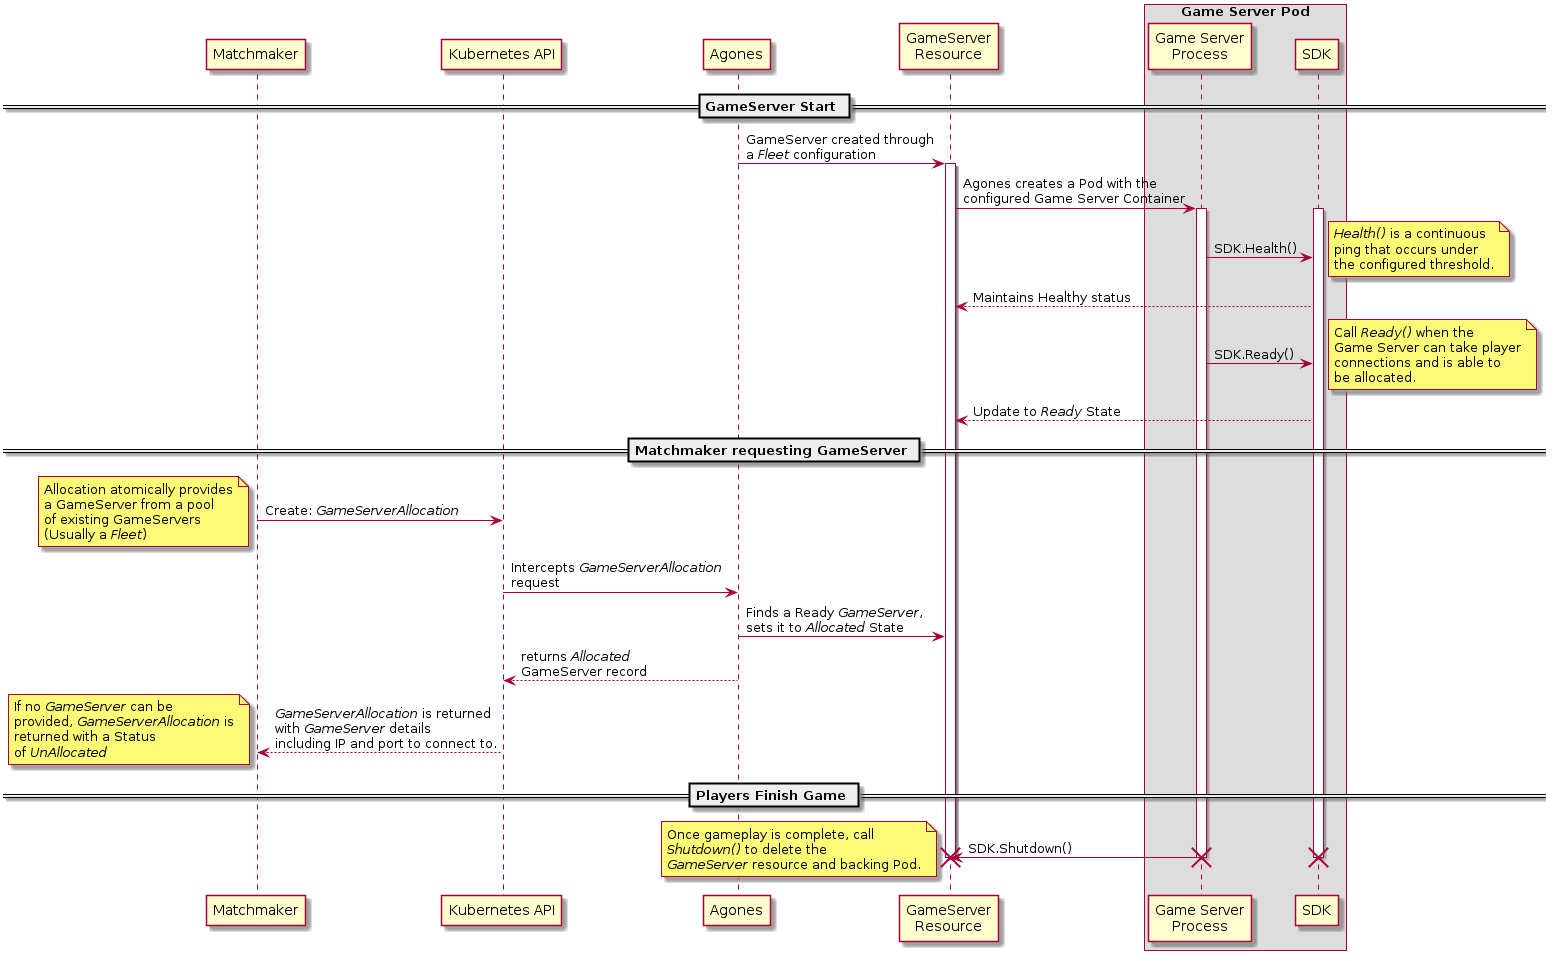 Game Server Pod
Matchmaker
Kubernetes API
Agones
GameServer
Resource
Game Server
Process
SDK
GameServer Start
GameServer created through
a Fleet configuration
Agones creates a Pod with the
configured Game Server Container
SDK.Health()
Health() is a continuous
ping that occurs under
the configured threshold.
Maintains Healthy status
SDK.Ready()
Call Ready() when the
Game Server can take player
connections and is able to
be allocated.
Update to Ready State
Matchmaker requesting GameServer
Allocation atomically provides
a GameServer from a pool
of existing GameServers
(Usually a Fleet)
Create: GameServerAllocation
Intercepts GameServerAllocation
request
Finds a Ready GameServer,
sets it to Allocated State
returns Allocated
GameServer record
If no GameServer can be
provided, GameServerAllocation is
returned with a Status
of UnAllocated
GameServerAllocation is returned
with GameServer details
including IP and port to connect to.
Players Finish Game
Once gameplay is complete, call
Shutdown() to delete the
GameServer resource and backing Pod.
SDK.Shutdown()
Matchmaker
Kubernetes API
Agones
GameServer
Resource
Game Server
Process
SDK